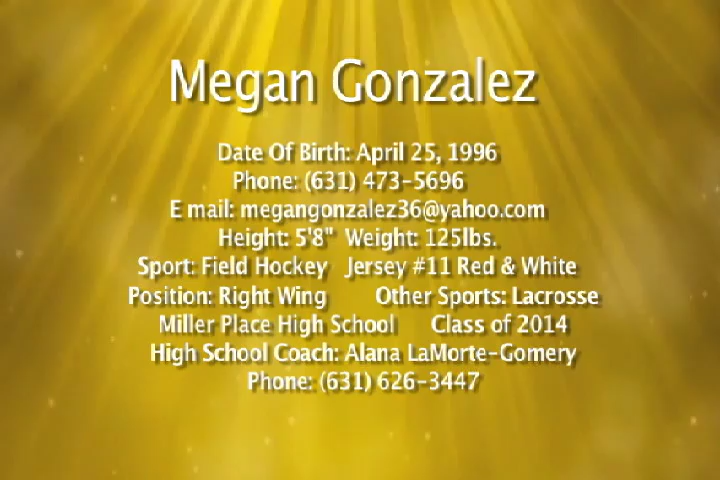 Megan Gonzalez
Date Of Birth: April 25, 1996
Phone: (631) 473-5696
E mail: megangonzalez36@yahoo.com
Height: 5'8" Weight: 125lbs.
Sport: Field Hockey Jersey #11 Red & White
Position: Right Wing Other Sports: Lacrosse
Miller Place High School Class of 2014
High School Coach: Alana LaMorte-Gomery
Phone: (631) 626-3447